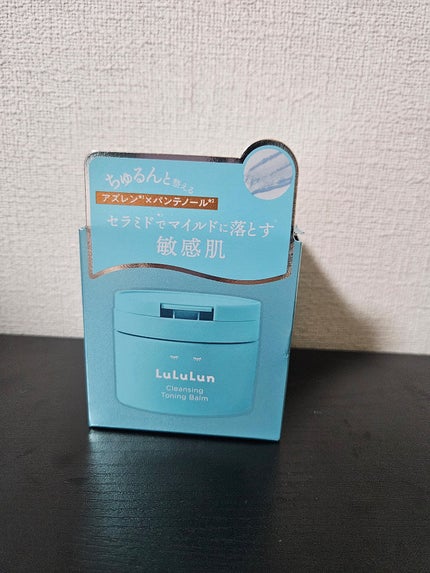 ちゅるんと整える
アズレン*¹×パンテノール*²
セラミド*³でマイルドに落とす
敏感肌
LuLuLun
Cleansing
Toning Balm